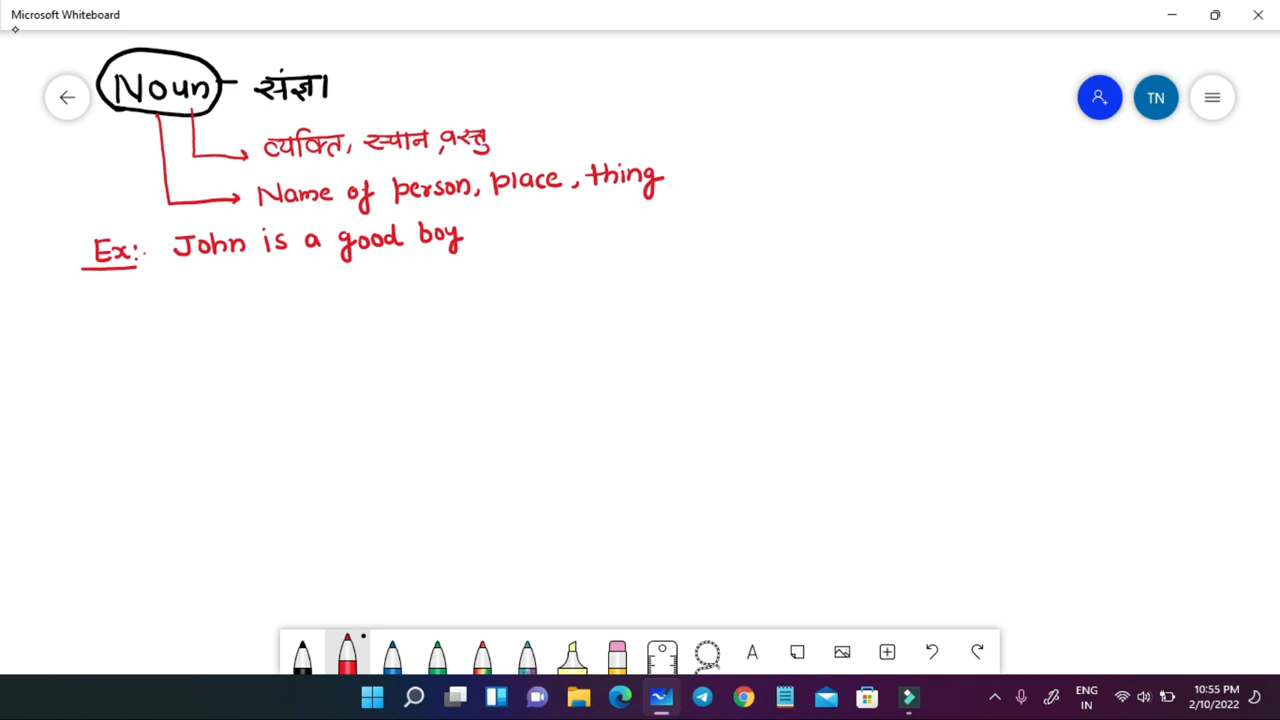 Microsoft Whiteboard
Noun - संज्ञा
व्यक्ति, स्थान, वस्तु
Name of person, place, thing
Ex:- John is a good boy
TN
A
ENG
IN
10:55 PM
2/10/2022